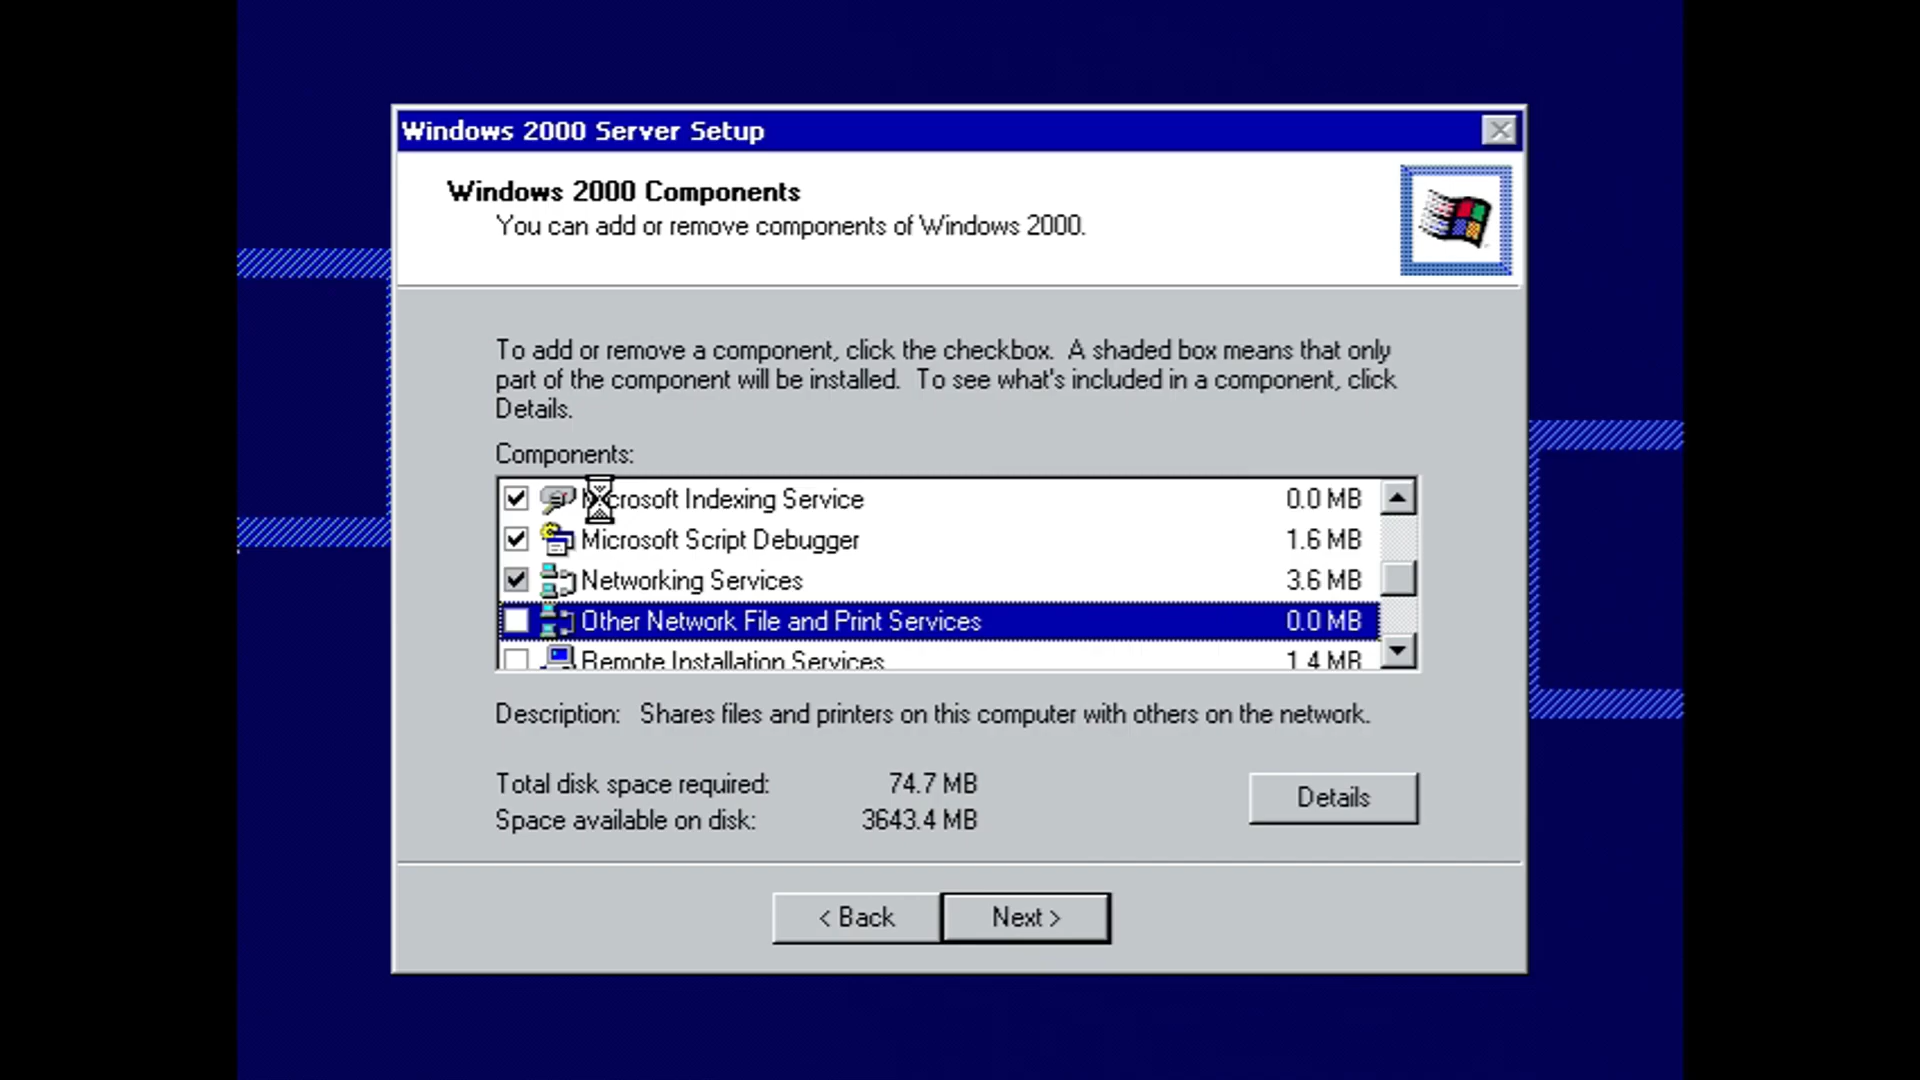 Windows 2000 Server Setup
Windows 2000 Components
You can add or remove components of Windows 2000.
To add or remove a component, click the checkbox. A shaded box means that only
part of the component will be installed. To see what's included in a component, click
Details.
Components:
Microsoft Indexing Service 0.0 MB
Microsoft Script Debugger 1.6 MB
Networking Services 3.6 MB
Other Network File and Print Services 0.0 MB
Remote Installation Services 1.4 MB
Description: Shares files and printers on this computer with others on the network.
Total disk space required: 74.7 MB
Space available on disk: 3643.4 MB
Details
< Back Next >